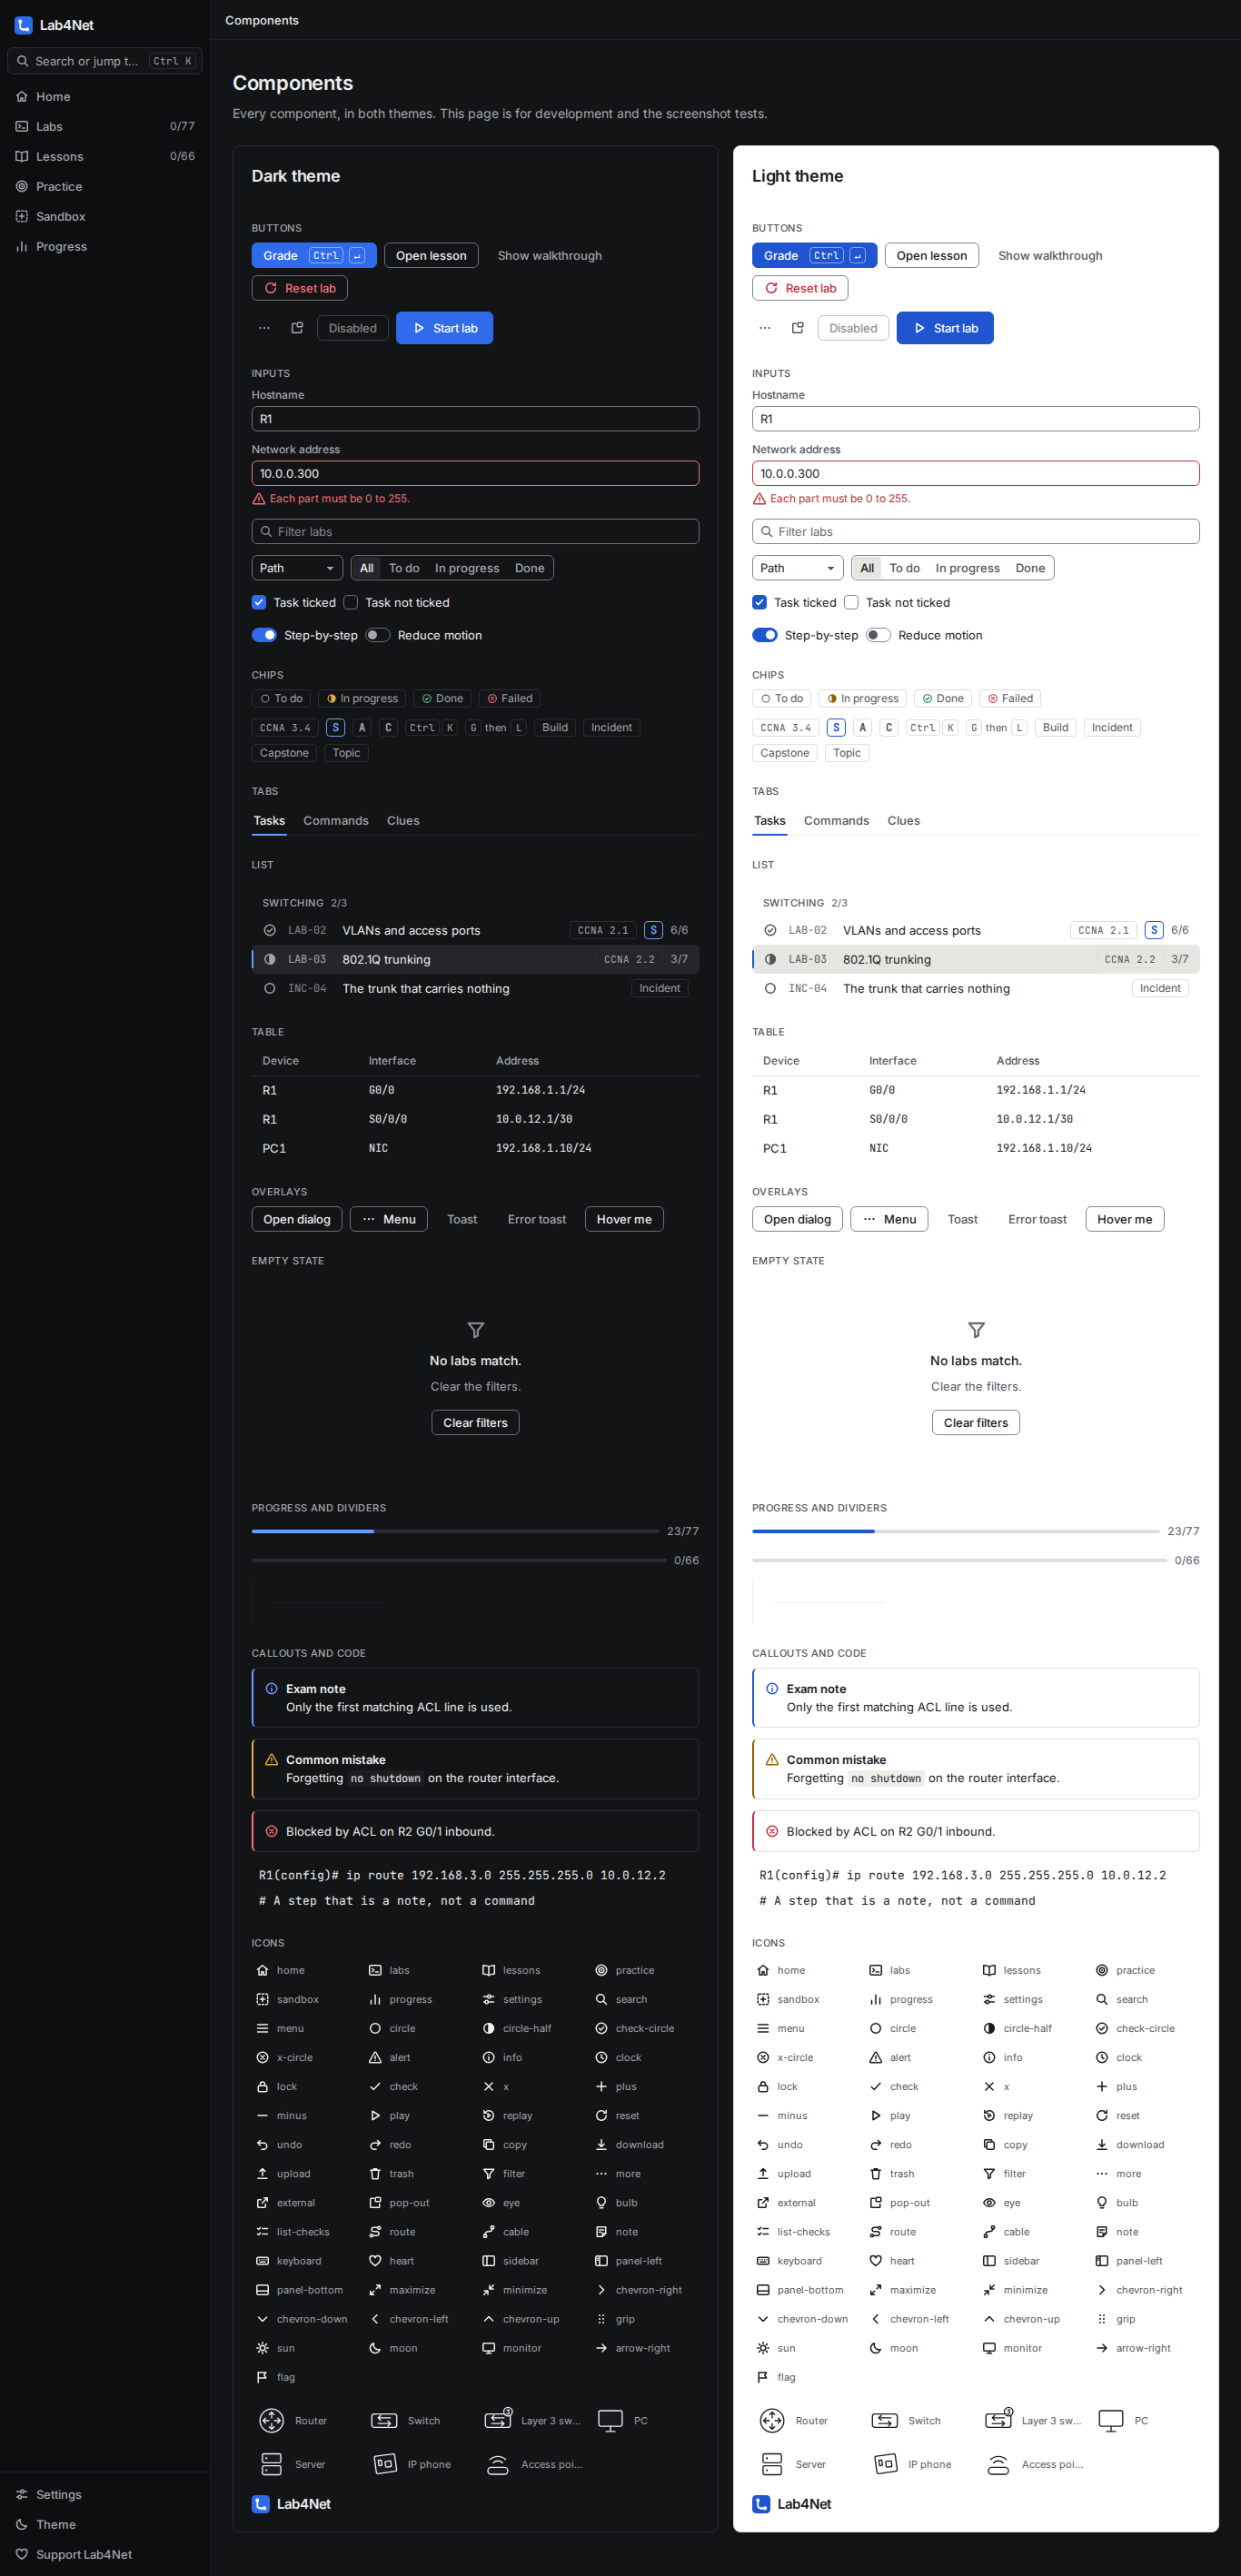 Lab4Net
Search or jump t... Ctrl K
Home
Labs 0/77
Lessons 0/66
Practice
Sandbox
Progress
Settings
Theme
Support Lab4Net
Components
Components
Every component, in both themes. This page is for development and the screenshot tests.
Dark theme
BUTTONS
Grade Ctrl ↵ Open lesson Show walkthrough
Reset lab
Disabled Start lab
INPUTS
Hostname
R1
Network address
10.0.0.300
Each part must be 0 to 255.
Filter labs
Path All To do In progress Done
Task ticked Task not ticked
Step-by-step Reduce motion
CHIPS
To do In progress Done Failed
CCNA 3.4 S A C Ctrl K G then L Build Incident
Capstone Topic
TABS
Tasks Commands Clues
LIST
SWITCHING 2/3
LAB-02 VLANs and access ports CCNA 2.1 S 6/6
LAB-03 802.1Q trunking CCNA 2.2 3/7
INC-04 The trunk that carries nothing Incident
TABLE
Device Interface Address
R1 G0/0 192.168.1.1/24
R1 S0/0/0 10.0.12.1/30
PC1 NIC 192.168.1.10/24
OVERLAYS
Open dialog Menu Toast Error toast Hover me
EMPTY STATE
No labs match.
Clear the filters.
Clear filters
PROGRESS AND DIVIDERS
23/77
0/66
CALLOUTS AND CODE
Exam note
Only the first matching ACL line is used.
Common mistake
Forgetting no shutdown on the router interface.
Blocked by ACL on R2 G0/1 inbound.
R1(config)# ip route 192.168.3.0 255.255.255.0 10.0.12.2
# A step that is a note, not a command
ICONS
home labs lessons practice
sandbox progress settings search
menu circle circle-half check-circle
x-circle alert info clock
lock check x plus
minus play replay reset
undo redo copy download
upload trash filter more
external pop-out eye bulb
list-checks route cable note
keyboard heart sidebar panel-left
panel-bottom maximize minimize chevron-right
chevron-down chevron-left chevron-up grip
sun moon monitor arrow-right
flag
Router Switch 3 Layer 3 sw... PC
Server IP phone Access poi...
Lab4Net
Light theme
BUTTONS
Grade Ctrl ↵ Open lesson Show walkthrough
Reset lab
Disabled Start lab
INPUTS
Hostname
R1
Network address
10.0.0.300
Each part must be 0 to 255.
Filter labs
Path All To do In progress Done
Task ticked Task not ticked
Step-by-step Reduce motion
CHIPS
To do In progress Done Failed
CCNA 3.4 S A C Ctrl K G then L Build Incident
Capstone Topic
TABS
Tasks Commands Clues
LIST
SWITCHING 2/3
LAB-02 VLANs and access ports CCNA 2.1 S 6/6
LAB-03 802.1Q trunking CCNA 2.2 3/7
INC-04 The trunk that carries nothing Incident
TABLE
Device Interface Address
R1 G0/0 192.168.1.1/24
R1 S0/0/0 10.0.12.1/30
PC1 NIC 192.168.1.10/24
OVERLAYS
Open dialog Menu Toast Error toast Hover me
EMPTY STATE
No labs match.
Clear the filters.
Clear filters
PROGRESS AND DIVIDERS
23/77
0/66
CALLOUTS AND CODE
Exam note
Only the first matching ACL line is used.
Common mistake
Forgetting no shutdown on the router interface.
Blocked by ACL on R2 G0/1 inbound.
R1(config)# ip route 192.168.3.0 255.255.255.0 10.0.12.2
# A step that is a note, not a command
ICONS
home labs lessons practice
sandbox progress settings search
menu circle circle-half check-circle
x-circle alert info clock
lock check x plus
minus play replay reset
undo redo copy download
upload trash filter more
external pop-out eye bulb
list-checks route cable note
keyboard heart sidebar panel-left
panel-bottom maximize minimize chevron-right
chevron-down chevron-left chevron-up grip
sun moon monitor arrow-right
flag
Router Switch 3 Layer 3 sw... PC
Server IP phone Access poi...
Lab4Net